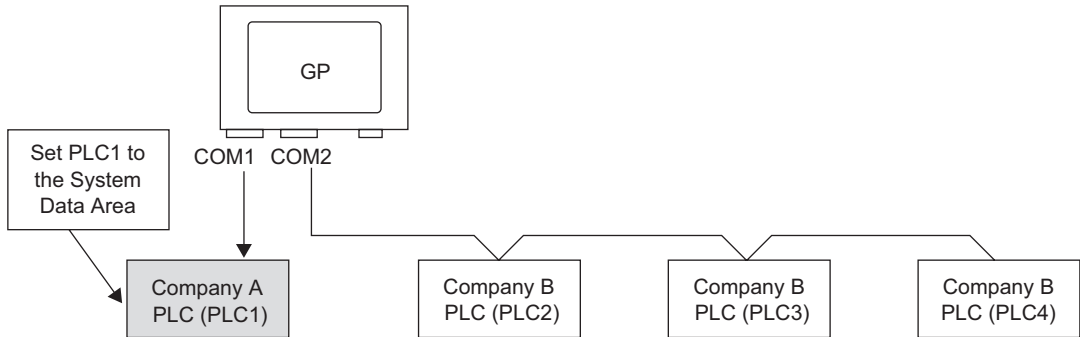 GP
COM1 COM2
Set PLC1 to
the System
Data Area
Company A
PLC (PLC1)
Company B
PLC (PLC2)
Company B
PLC (PLC3)
Company B
PLC (PLC4)